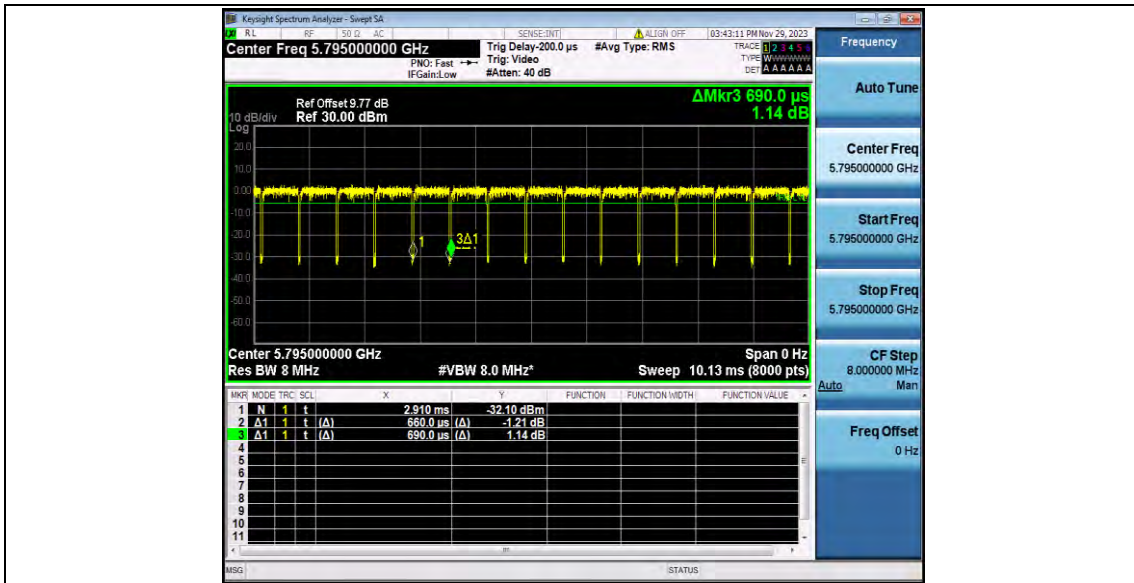 Keysight Spectrum Analyzer - Swept SA
RL RF 50 Ω AC SENSE:INT ALIGN OFF 03:43:11 PM Nov 29, 2023
Center Freq 5.795000000 GHz Trig Delay-200.0 µs #Avg Type: RMS TRACE 1 2 3 4 5 6
PNO: Fast Trig: Video TYPE WWWWWW
IFGain:Low #Atten: 40 dB DET A A A A A A
Frequency
Auto Tune
ΔMkr3 690.0 µs
Ref Offset 9.77 dB
10 dB/div Ref 30.00 dBm 1.14 dB
Log
20.0
10.0
0.00
-10.0
-20.0
-30.0
-40.0
-50.0
-60.0
1 3Δ1
Center 5.795000000 GHz Span 0 Hz
Res BW 8 MHz #VBW 8.0 MHz* Sweep 10.13 ms (8000 pts)
Center Freq
5.795000000 GHz
Start Freq
5.795000000 GHz
Stop Freq
5.795000000 GHz
CF Step
8.000000 MHz
Auto Man
Freq Offset
0 Hz
MKR MODE TRC SCL X Y FUNCTION FUNCTION WIDTH FUNCTION VALUE
1 N 1 t 2.910 ms -32.10 dBm
2 Δ1 1 t (Δ) 660.0 µs (Δ) -1.21 dB
3 Δ1 1 t (Δ) 690.0 µs (Δ) 1.14 dB
4
5
6
7
8
9
10
11
MSG STATUS